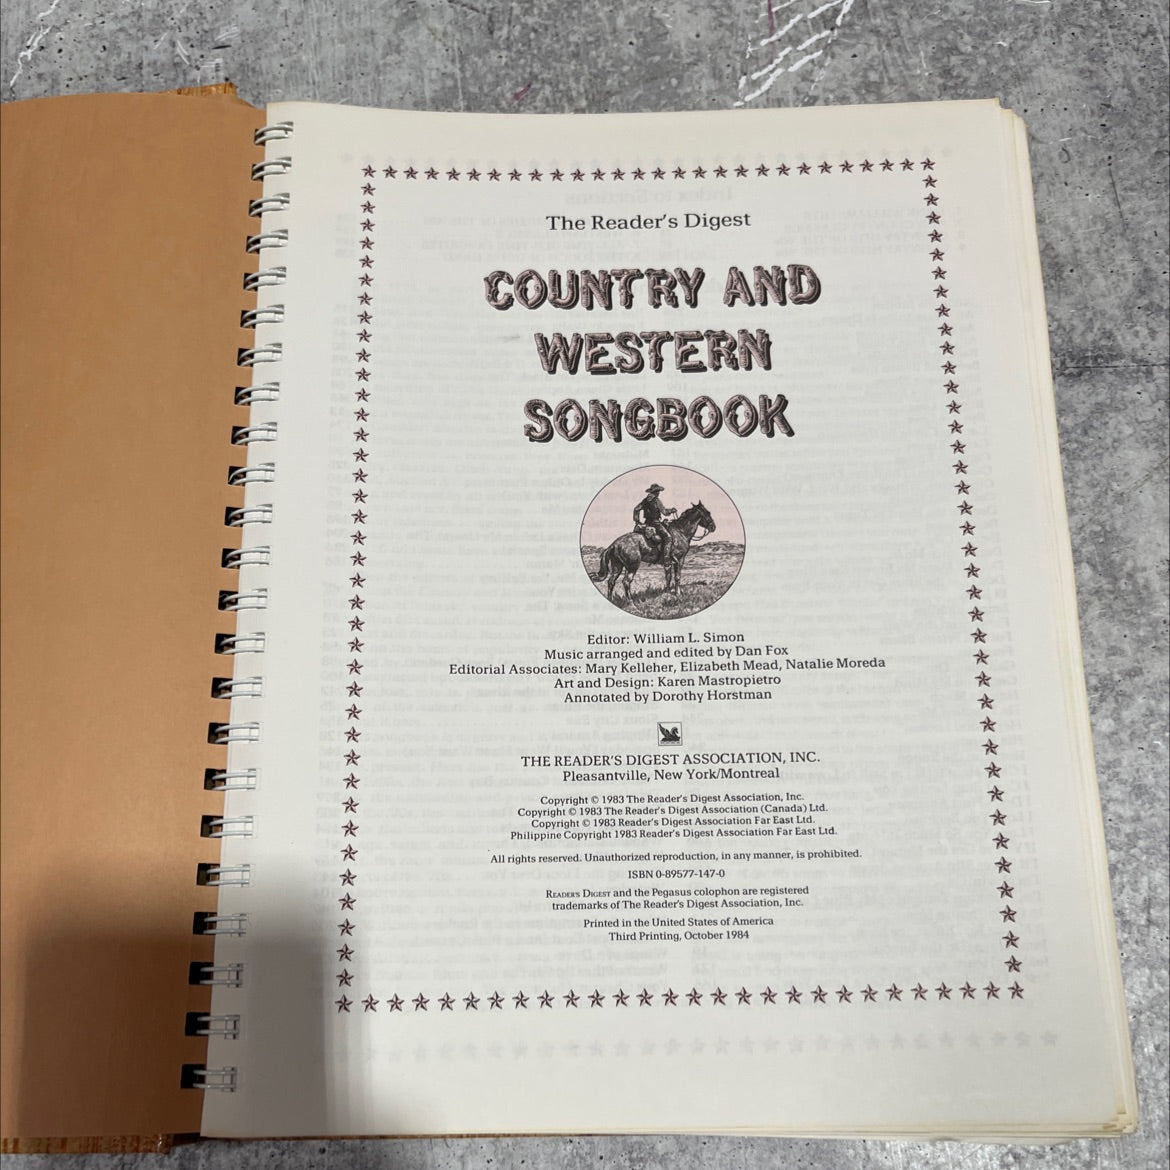 The Reader's Digest
COUNTRY AND
WESTERN
SONGBOOK
Editor: William L. Simon
Music arranged and edited by Dan Fox
Editorial Associates: Mary Kelleher, Elizabeth Mead, Natalie Moreda
Art and Design: Karen Mastropietro
Annotated by Dorothy Horstman
THE READER'S DIGEST ASSOCIATION, INC.
Pleasantville, New York/Montreal
Copyright © 1983 The Reader's Digest Association, Inc.
Copyright © 1983 The Reader's Digest Association (Canada) Ltd.
Copyright © 1983 Reader's Digest Association Far East Ltd.
Philippine Copyright 1983 Reader's Digest Association Far East Ltd.
All rights reserved. Unauthorized reproduction, in any manner, is prohibited.
ISBN 0-89577-147-0
READER'S DIGEST and the Pegasus colophon are registered
trademarks of The Reader's Digest Association, Inc.
Printed in the United States of America
Third Printing, October 1984